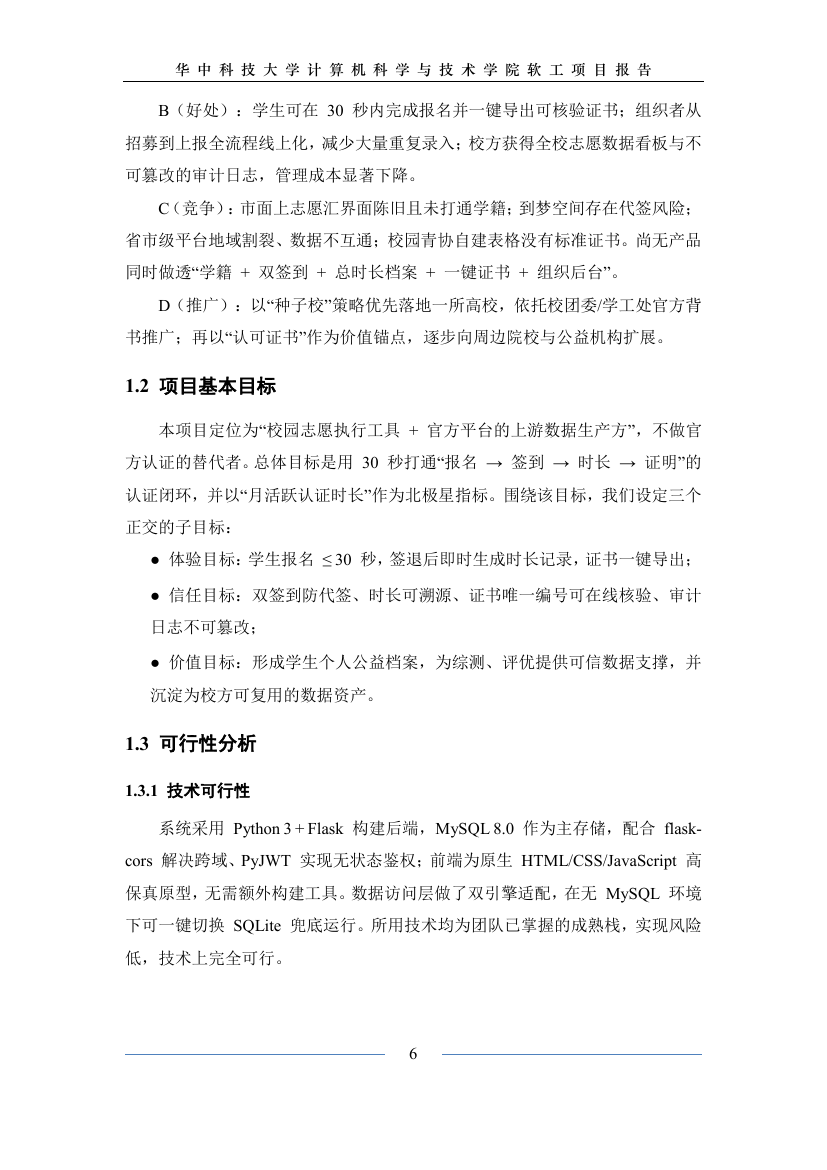 华中科技大学计算机科学与技术学院软工项目报告
B（好处）：学生可在 30 秒内完成报名并一键导出可核验证书；组织者从
招募到上报全流程线上化，减少大量重复录入；校方获得全校志愿数据看板与不
可篡改的审计日志，管理成本显著下降。
C（竞争）：市面上志愿汇界面陈旧且未打通学籍；到梦空间存在代签风险；
省市级平台地域割裂、数据不互通；校园青协自建表格没有标准证书。尚无产品
同时做透“学籍 + 双签到 + 总时长档案 + 一键证书 + 组织后台”。
D（推广）：以“种子校”策略优先落地一所高校，依托校团委/学工处官方背
书推广；再以“认可证书”作为价值锚点，逐步向周边院校与公益机构扩展。
1.2 项目基本目标
本项目定位为“校园志愿执行工具 + 官方平台的上游数据生产方”，不做官
方认证的替代者。总体目标是用 30 秒打通“报名 → 签到 → 时长 → 证明”的
认证闭环，并以“月活跃认证时长”作为北极星指标。围绕该目标，我们设定三个
正交的子目标：
● 体验目标：学生报名 ≤30 秒，签退后即时生成时长记录，证书一键导出；
● 信任目标：双签到防代签、时长可溯源、证书唯一编号可在线核验、审计
日志不可篡改；
● 价值目标：形成学生个人公益档案，为综测、评优提供可信数据支撑，并
沉淀为校方可复用的数据资产。
1.3 可行性分析
1.3.1 技术可行性
系统采用 Python 3 + Flask 构建后端，MySQL 8.0 作为主存储，配合 flask-
cors 解决跨域、PyJWT 实现无状态鉴权；前端为原生 HTML/CSS/JavaScript 高
保真原型，无需额外构建工具。数据访问层做了双引擎适配，在无 MySQL 环境
下可一键切换 SQLite 兜底运行。所用技术均为团队已掌握的成熟栈，实现风险
低，技术上完全可行。
6